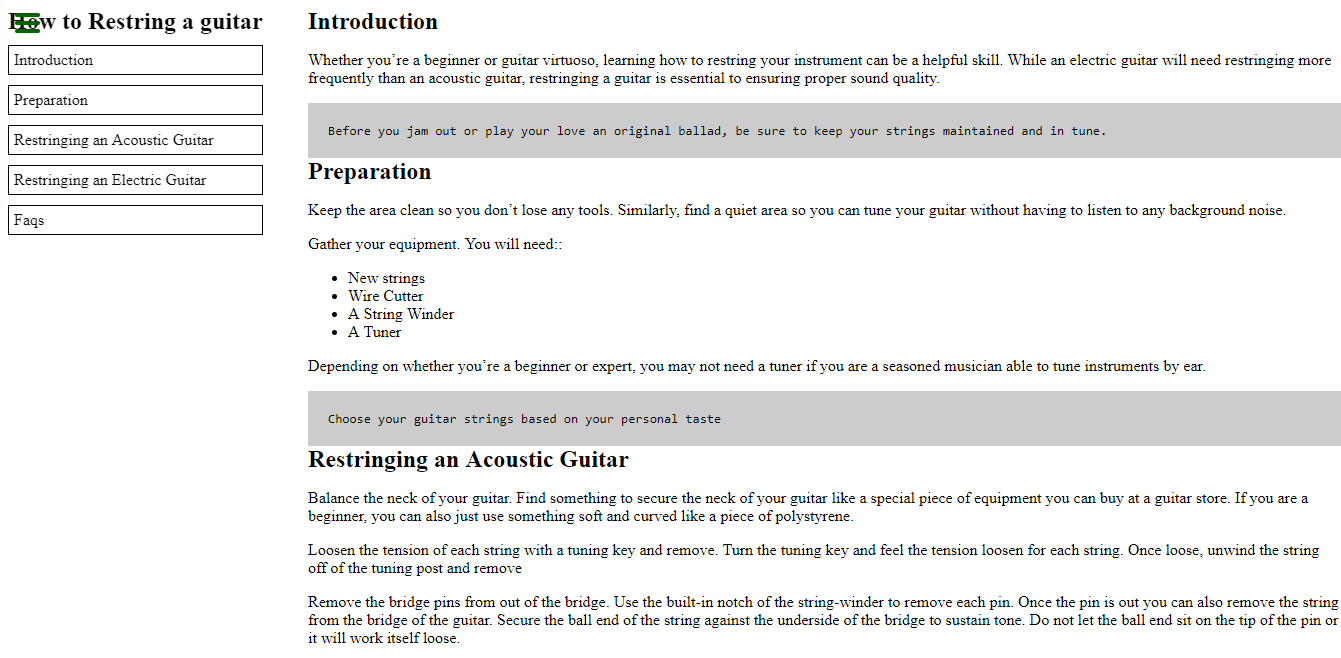 How to Restring a guitar
Introduction
Preparation
Restringing an Acoustic Guitar
Restringing an Electric Guitar
Faqs
Introduction
Whether you’re a beginner or guitar virtuoso, learning how to restring your instrument can be a helpful skill. While an electric guitar will need restringing more
frequently than an acoustic guitar, restringing a guitar is essential to ensuring proper sound quality.
Before you jam out or play your love an original ballad, be sure to keep your strings maintained and in tune.
Preparation
Keep the area clean so you don’t lose any tools. Similarly, find a quiet area so you can tune your guitar without having to listen to any background noise.
Gather your equipment. You will need::
New strings
Wire Cutter
A String Winder
A Tuner
Depending on whether you’re a beginner or expert, you may not need a tuner if you are a seasoned musician able to tune instruments by ear.
Choose your guitar strings based on your personal taste
Restringing an Acoustic Guitar
Balance the neck of your guitar. Find something to secure the neck of your guitar like a special piece of equipment you can buy at a guitar store. If you are a
beginner, you can also just use something soft and curved like a piece of polystyrene.
Loosen the tension of each string with a tuning key and remove. Turn the tuning key and feel the tension loosen for each string. Once loose, unwind the string
off of the tuning post and remove
Remove the bridge pins from out of the bridge. Use the built-in notch of the string-winder to remove each pin. Once the pin is out you can also remove the string
from the bridge of the guitar. Secure the ball end of the string against the underside of the bridge to sustain tone. Do not let the ball end sit on the tip of the pin or
it will work itself loose.